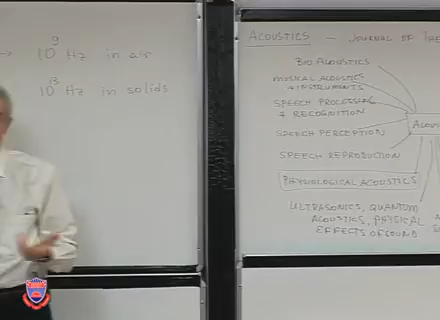 → 10⁹ Hz in air
10¹³ Hz in solids
ACOUSTICS - JOURNAL OF THE
BIO ACOUSTICS
MUSICAL ACOUSTICS
& INSTRUMENTS
SPEECH PROCESSING
& RECOGNITION
ACOUS
SPEECH PERCEPTION
SPEECH REPRODUCTION
PHYSIOLOGICAL ACOUSTICS
ULTRASONICS, QUANTUM
ACOUSTICS, PHYSICAL
EFFECTS OF SOUND